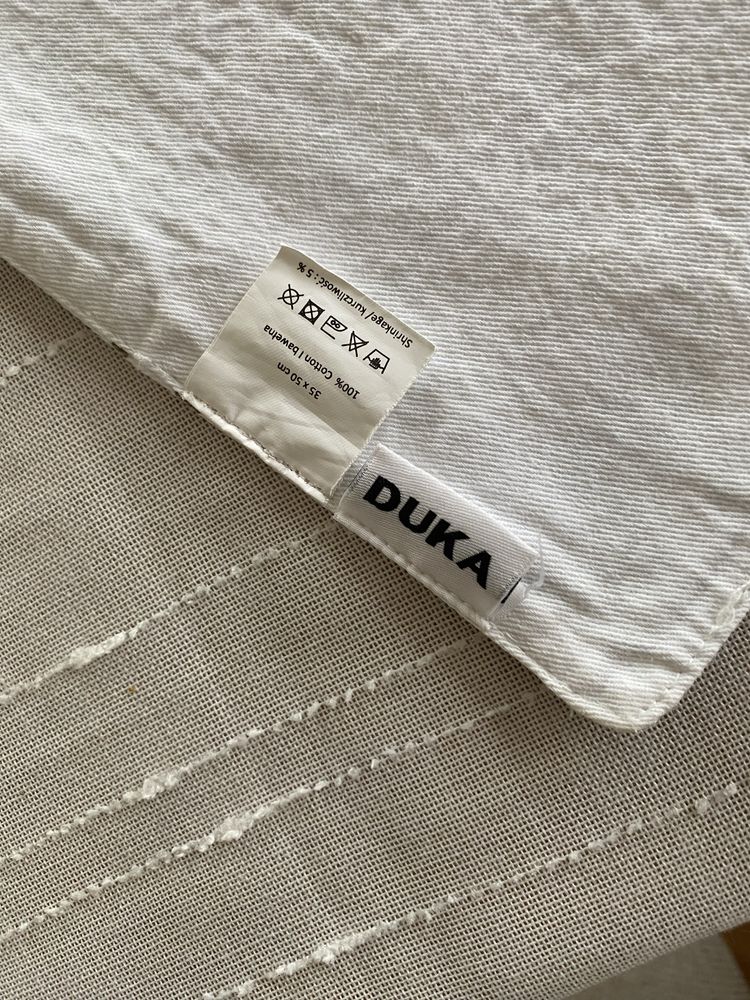 35 x 50 cm
100% Cotton I bawełna
Shrinkage/ kurczliwość : 5 %
DUKA